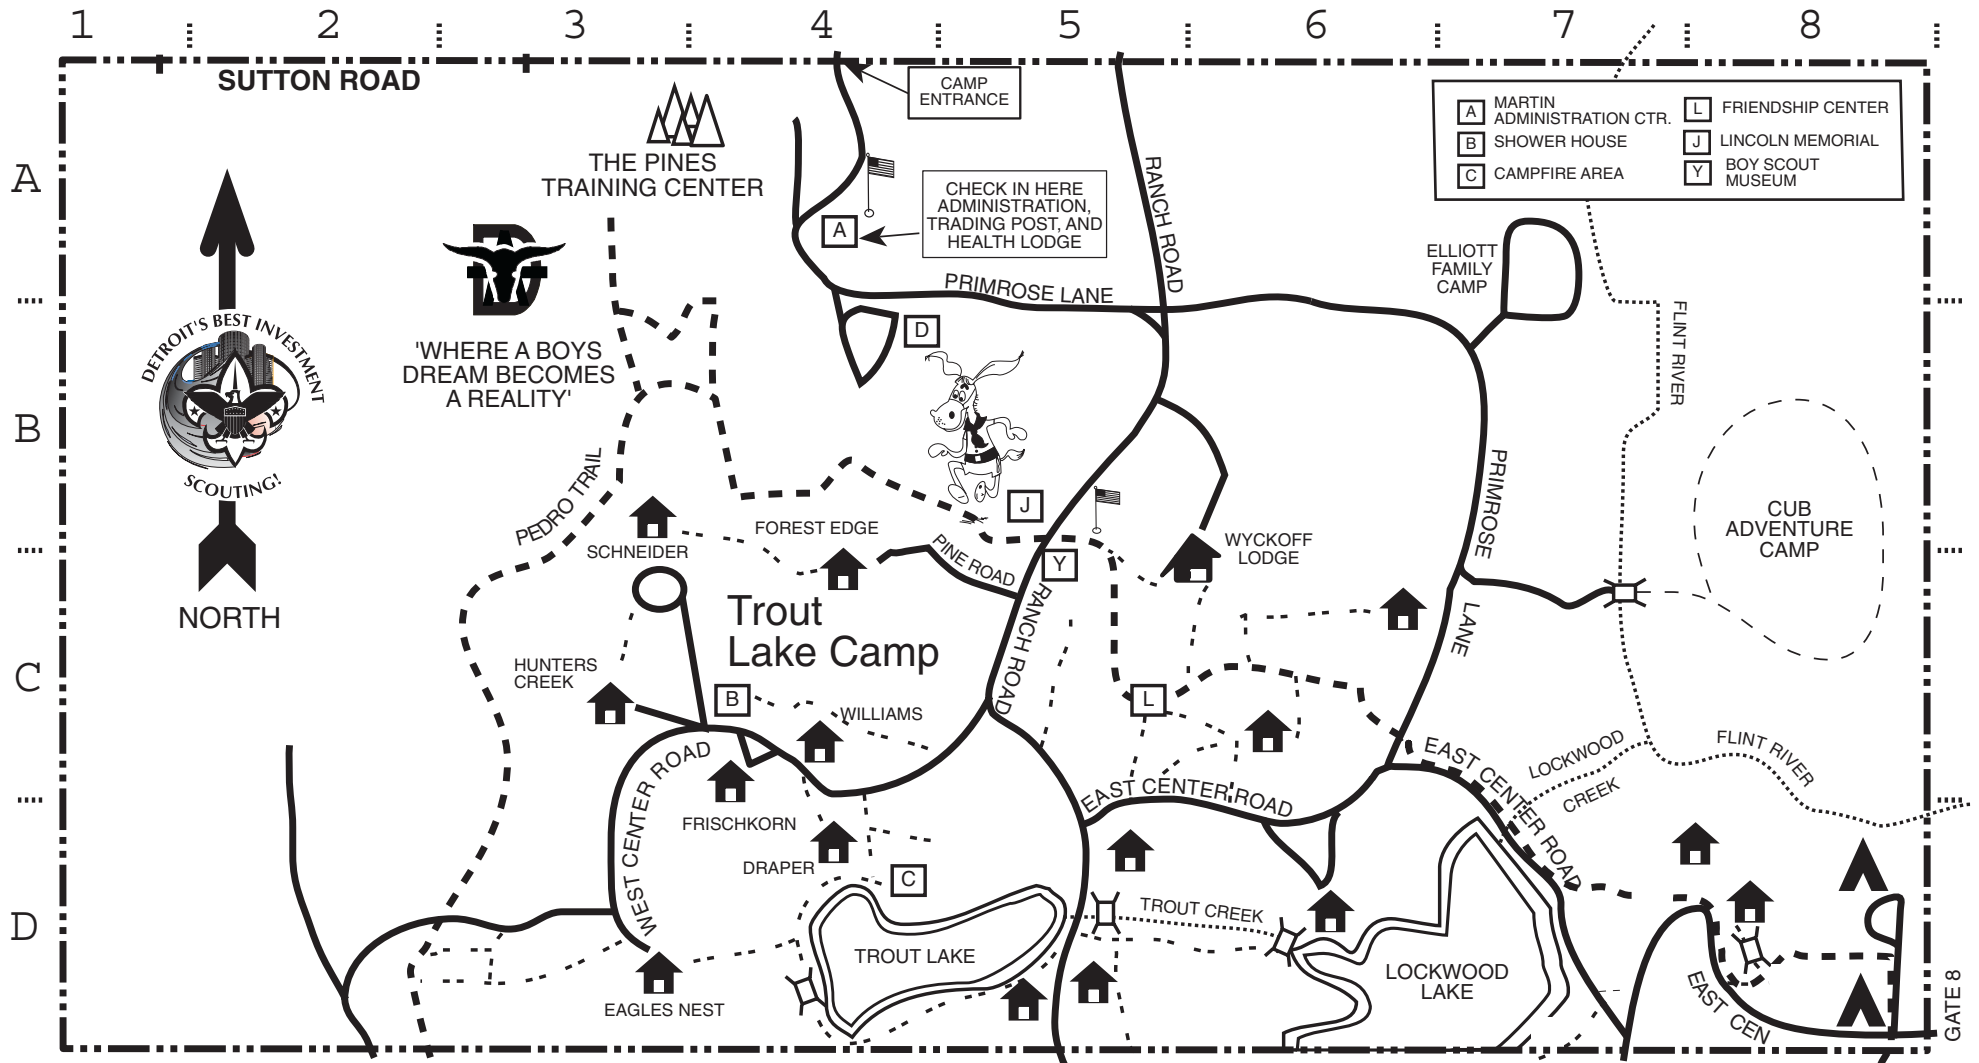 1 2 3 4 5 6 7 8
SUTTON ROAD
CAMP
ENTRANCE
A MARTIN
ADMINISTRATION CTR.
B SHOWER HOUSE
C CAMPFIRE AREA
L FRIENDSHIP CENTER
J LINCOLN MEMORIAL
Y BOY SCOUT
MUSEUM
A
THE PINES
TRAINING CENTER
CHECK IN HERE
ADMINISTRATION,
TRADING POST, AND
HEALTH LODGE
A
RANCH ROAD
D
ELLIOTT
FAMILY
CAMP
PRIMROSE LANE
FLINT RIVER
DETROIT'S BEST INVESTMENT
SCOUTING!
'WHERE A BOYS
DREAM BECOMES
A REALITY'
D
B
PEDRO TRAIL
J
PRIMROSE
LANE
CUB
ADVENTURE
CAMP
FOREST EDGE
SCHNEIDER
PINE ROAD
Y
WYCKOFF
LODGE
NORTH
Trout
Lake Camp
RANCH ROAD
C
HUNTERS
CREEK
B
L
WILLIAMS
WEST CENTER ROAD
EAST CENTER ROAD
LOCKWOOD
CREEK
FLINT RIVER
EAST CENTER ROAD
FRISCHKORN
DRAPER
C
D
TROUT CREEK
TROUT LAKE
LOCKWOOD
LAKE
EAGLES NEST
EAST CEN
GATE 8